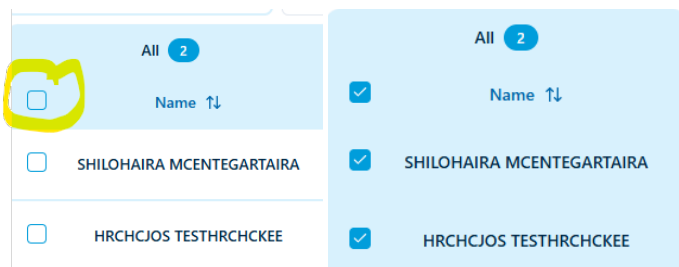 All 2
Name
SHILOHAIRA MCENTEGARTAIRA
HRCHCJOS TESTHRCHCKEE
All 2
Name
SHILOHAIRA MCENTEGARTAIRA
HRCHCJOS TESTHRCHCKEE